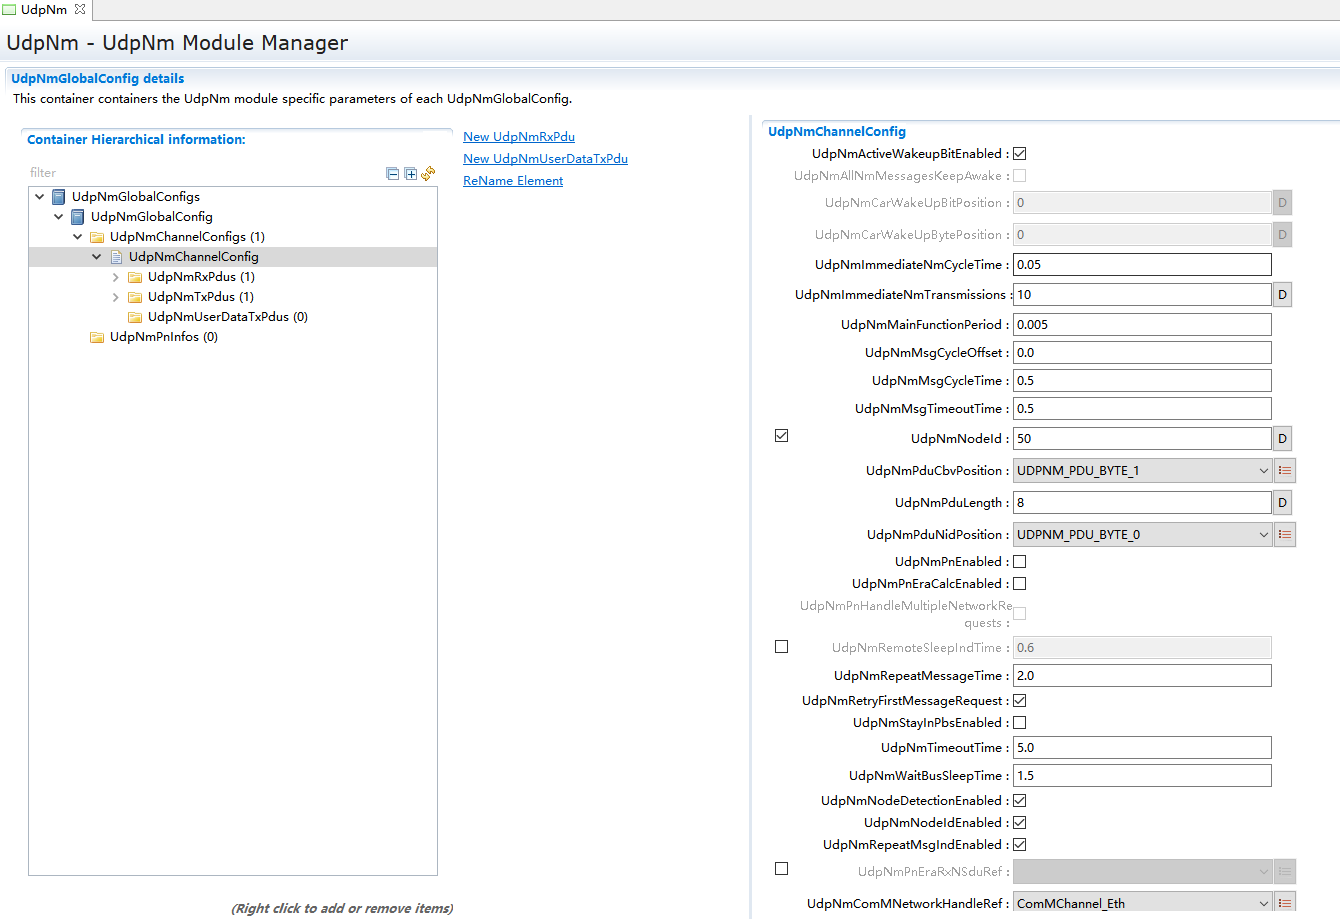 UdpNm
UdpNm - UdpNm Module Manager
UdpNmGlobalConfig details
This container containers the UdpNm module specific parameters of each UdpNmGlobalConfig.
Container Hierarchical information:
filter
UdpNmGlobalConfigs
UdpNmGlobalConfig
UdpNmChannelConfigs (1)
UdpNmChannelConfig
UdpNmRxPdus (1)
UdpNmTxPdus (1)
UdpNmUserDataTxPdus (0)
UdpNmPnInfos (0)
(Right click to add or remove items)
New UdpNmRxPdu
New UdpNmUserDataTxPdu
ReName Element
UdpNmChannelConfig
UdpNmActiveWakeupBitEnabled :
UdpNmAllNmMessagesKeepAwake :
UdpNmCarWakeUpBitPosition : 0 D
UdpNmCarWakeUpBytePosition : 0 D
UdpNmImmediateNmCycleTime : 0.05
UdpNmImmediateNmTransmissions : 10 D
UdpNmMainFunctionPeriod : 0.005
UdpNmMsgCycleOffset : 0.0
UdpNmMsgCycleTime : 0.5
UdpNmMsgTimeoutTime : 0.5
UdpNmNodeId : 50 D
UdpNmPduCbvPosition : UDPNM_PDU_BYTE_1
UdpNmPduLength : 8 D
UdpNmPduNidPosition : UDPNM_PDU_BYTE_0
UdpNmPnEnabled :
UdpNmPnEraCalcEnabled :
UdpNmPnHandleMultipleNetworkRe
quests :
UdpNmRemoteSleepIndTime : 0.6
UdpNmRepeatMessageTime : 2.0
UdpNmRetryFirstMessageRequest :
UdpNmStayInPbsEnabled :
UdpNmTimeoutTime : 5.0
UdpNmWaitBusSleepTime : 1.5
UdpNmNodeDetectionEnabled :
UdpNmNodeIdEnabled :
UdpNmRepeatMsgIndEnabled :
UdpNmPnEraRxNSduRef :
UdpNmComMNetworkHandleRef : ComMChannel_Eth